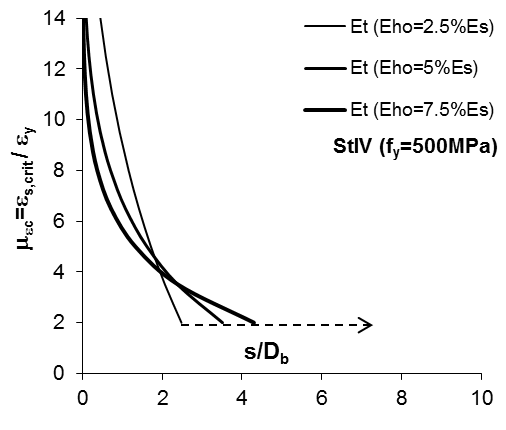 14
12
10
8
6
4
2
0
με𝒸=εs,crit/ εy
Et (Eho=2.5%Es)
Et (Eho=5%Es)
Et (Eho=7.5%Es)
StIV (fy=500MPa)
s/Db
0 2 4 6 8 10